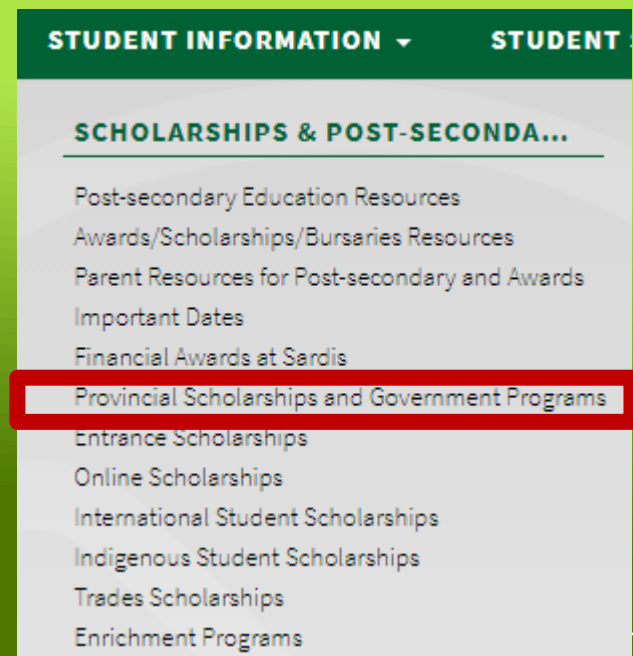 STUDENT INFORMATION STUDENT
SCHOLARSHIPS & POST-SECONDA...
Post-secondary Education Resources
Awards/Scholarships/Bursaries Resources
Parent Resources for Post-secondary and Awards
Important Dates
Financial Awards at Sardis
Provincial Scholarships and Government Programs
Entrance Scholarships
Online Scholarships
International Student Scholarships
Indigenous Student Scholarships
Trades Scholarships
Enrichment Programs